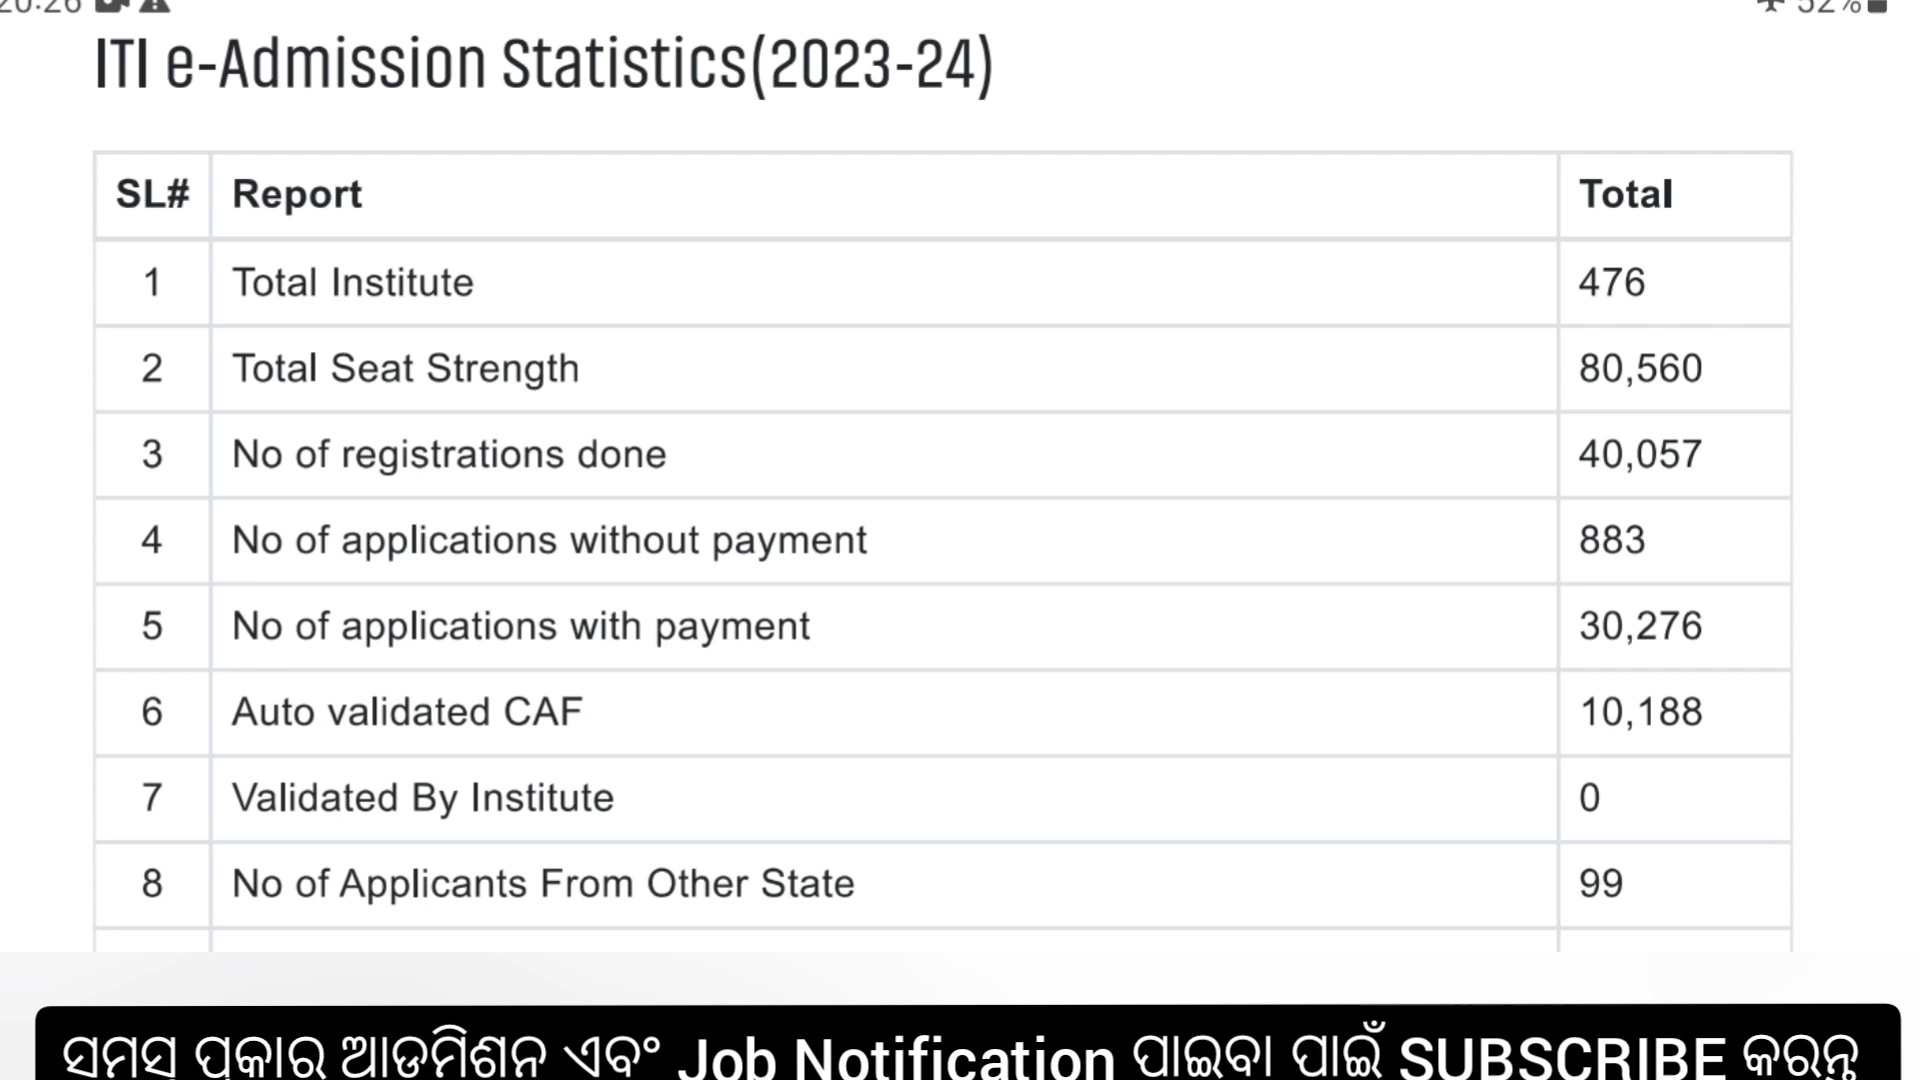 20:26 52%
ITI e-Admission Statistics(2023-24)
SL# Report Total
1 Total Institute 476
2 Total Seat Strength 80,560
3 No of registrations done 40,057
4 No of applications without payment 883
5 No of applications with payment 30,276
6 Auto validated CAF 10,188
7 Validated By Institute 0
8 No of Applicants From Other State 99
ସମସ୍ତ ପ୍ରକାର ଆଡମିଶନ ଏବଂ Job Notification ପାଇବା ପାଇଁ SUBSCRIBE କରନ୍ତୁ